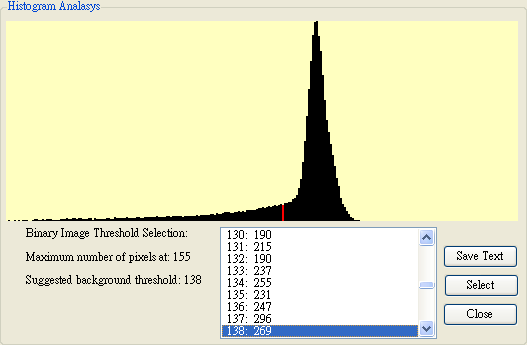 Histogram Analasys
Binary Image Threshold Selection:
Maximum number of pixels at: 155
Suggested background threshold: 138
130: 190
131: 215
132: 190
133: 237
134: 255
135: 231
136: 247
137: 296
138: 269
Save Text
Select
Close